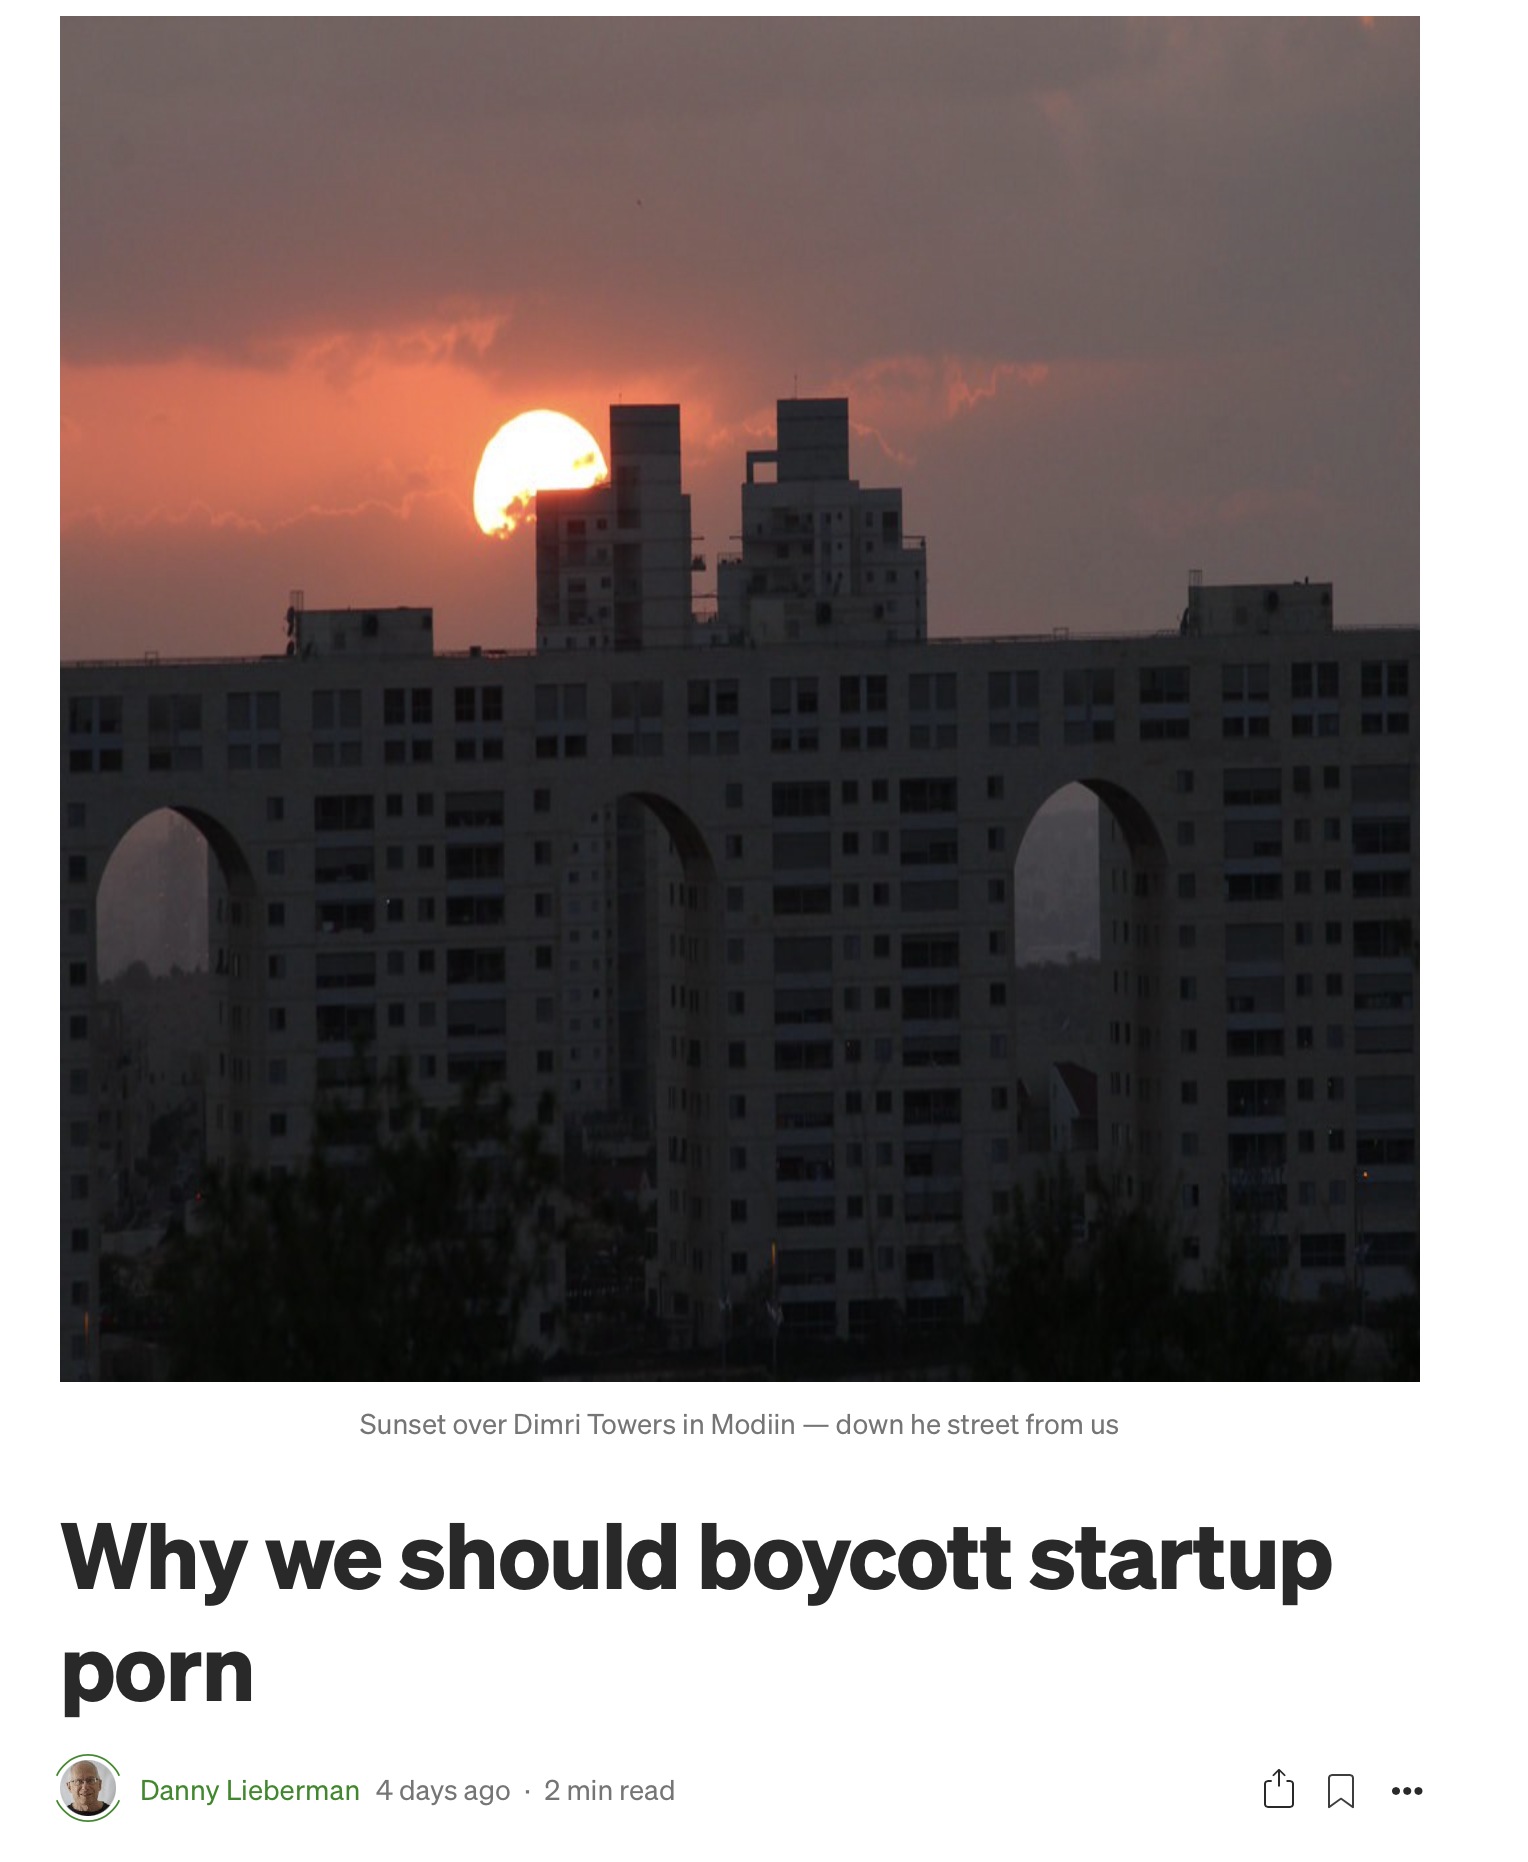 Sunset over Dimri Towers in Modiin — down he street from us
Why we should boycott startup
porn
Danny Lieberman 4 days ago · 2 min read